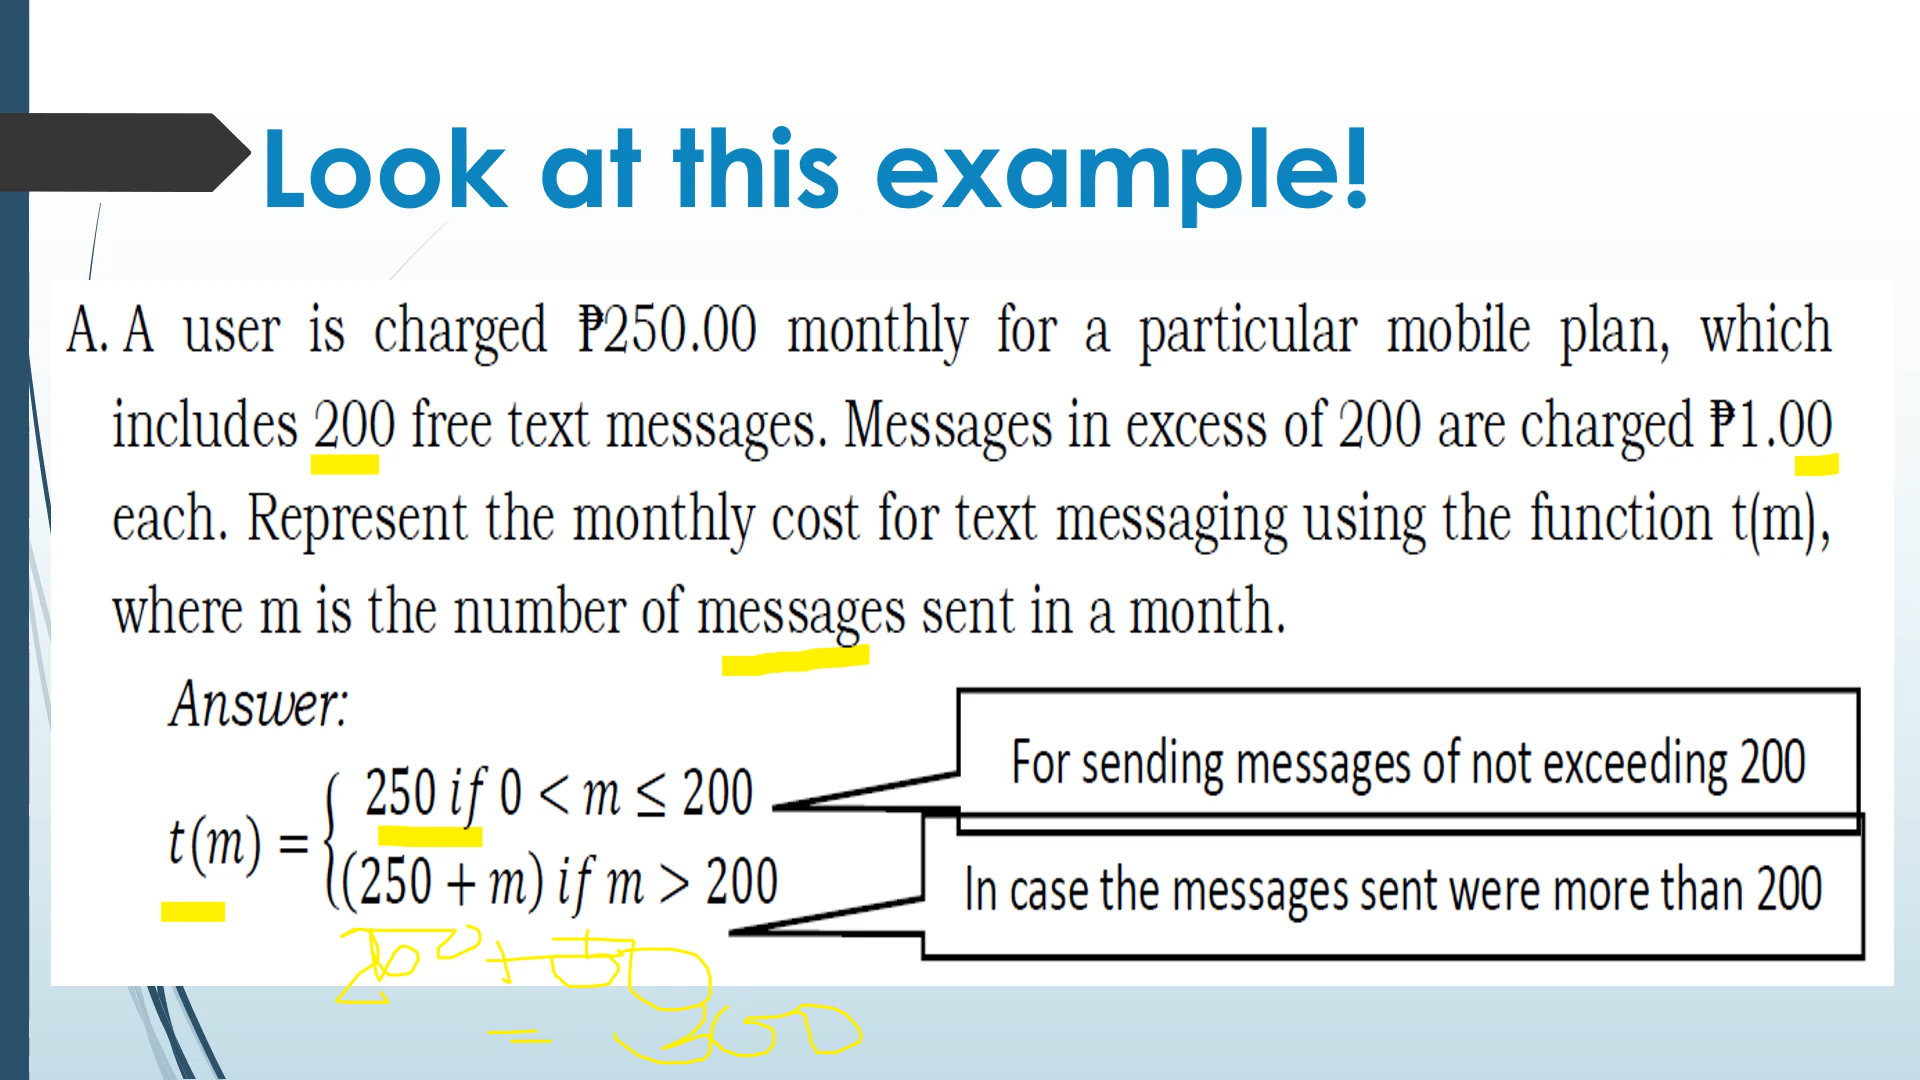 Look at this example!
A. A user is charged ₱250.00 monthly for a particular mobile plan, which
includes 200 free text messages. Messages in excess of 200 are charged ₱1.00
each. Represent the monthly cost for text messaging using the function t(m),
where m is the number of messages sent in a month.
Answer:
t(m) = { 250 if 0 < m ≤ 200
((250 + m) if m > 200
For sending messages of not exceeding 200
In case the messages sent were more than 200
+ 50
= 300